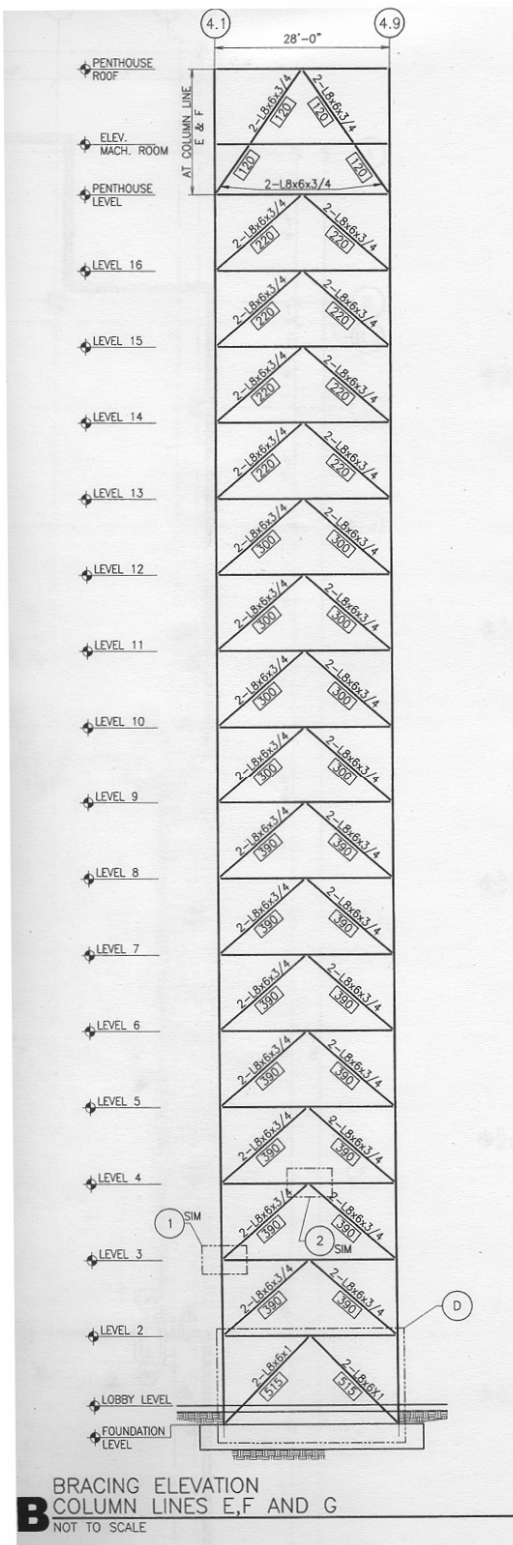 4.1
4.9
28'-0"
PENTHOUSE
ROOF
AT COLUMN LINE
E & F
2-L8x6x3/4
120
2-L8x6x3/4
120
ELEV.
MACH. ROOM
120
120
2-L8x6x3/4
PENTHOUSE
LEVEL
2-L8x6x3/4
220
2-L8x6x3/4
220
LEVEL 16
2-L8x6x3/4
220
2-L8x6x3/4
220
LEVEL 15
2-L8x6x3/4
220
2-L8x6x3/4
220
LEVEL 14
2-L8x6x3/4
220
2-L8x6x3/4
220
LEVEL 13
2-L8x6x3/4
300
2-L8x6x3/4
300
LEVEL 12
2-L8x6x3/4
300
2-L8x6x3/4
300
LEVEL 11
2-L8x6x3/4
300
2-L8x6x3/4
300
LEVEL 10
2-L8x6x3/4
300
2-L8x6x3/4
300
LEVEL 9
2-L8x6x3/4
390
2-L8x6x3/4
390
LEVEL 8
2-L8x6x3/4
390
2-L8x6x3/4
390
LEVEL 7
2-L8x6x3/4
390
2-L8x6x3/4
390
LEVEL 6
2-L8x6x3/4
390
2-L8x6x3/4
390
LEVEL 5
2-L8x6x3/4
390
2-L8x6x3/4
390
LEVEL 4
2-L8x6x3/4
390
2-L8x6x3/4
390
1
SIM
2
SIM
LEVEL 3
2-L8x6x3/4
390
2-L8x6x3/4
390
D
LEVEL 2
2-L8x6x1
515
2-L8x6x1
515
LOBBY LEVEL
FOUNDATION
LEVEL
B
BRACING ELEVATION
COLUMN LINES E,F AND G
NOT TO SCALE